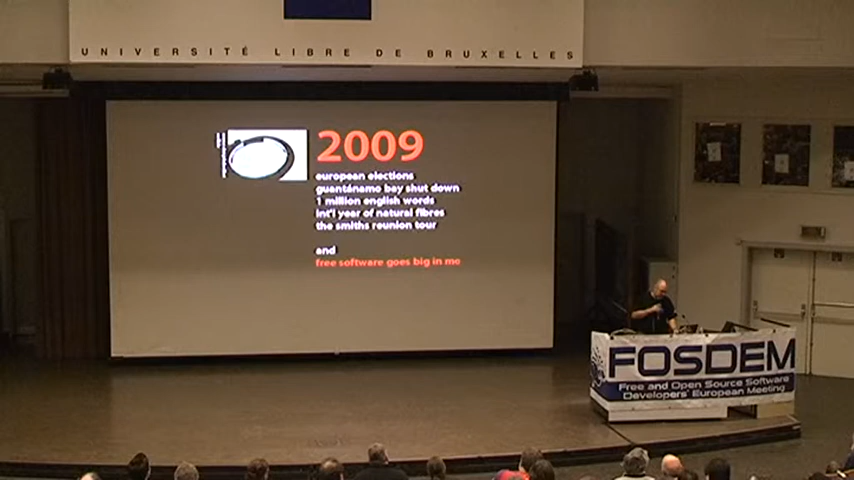 UNIVERSITÉ LIBRE DE BRUXELLES
2009
european elections
guantánamo bay shut down
1 million english words
int'l year of natural fibres
the smiths reunion tour
and
free software goes big in me
FOSDEM
Free and Open Source Software
Developers' European Meeting